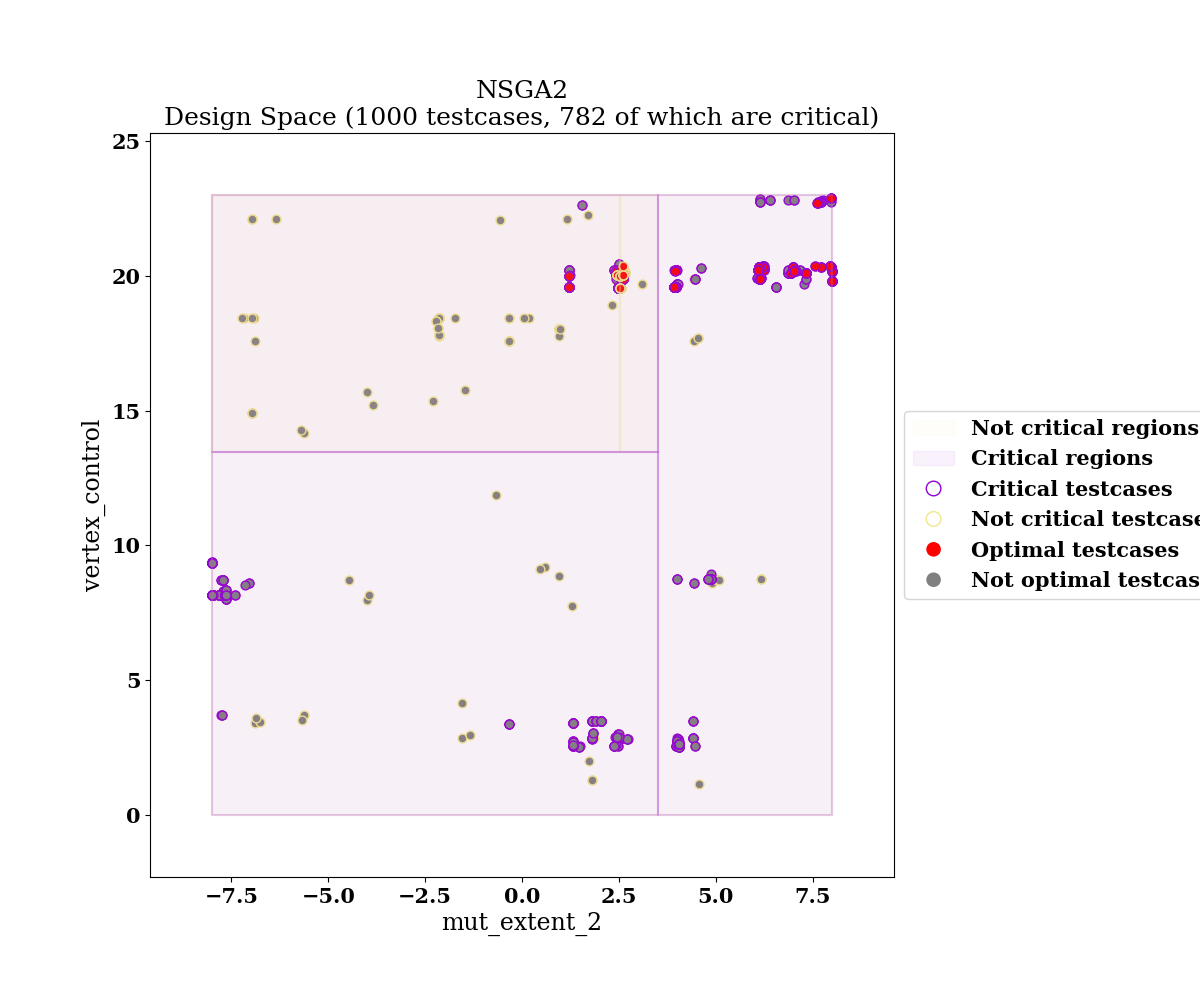 NSGA2
Design Space (1000 testcases, 782 of which are critical)
25
20
15
10
5
0
vertex_control
−7.5
−5.0
−2.5
0.0
2.5
5.0
7.5
mut_extent_2
Not critical regions
Critical regions
Critical testcases
Not critical testcase
Optimal testcases
Not optimal testcas